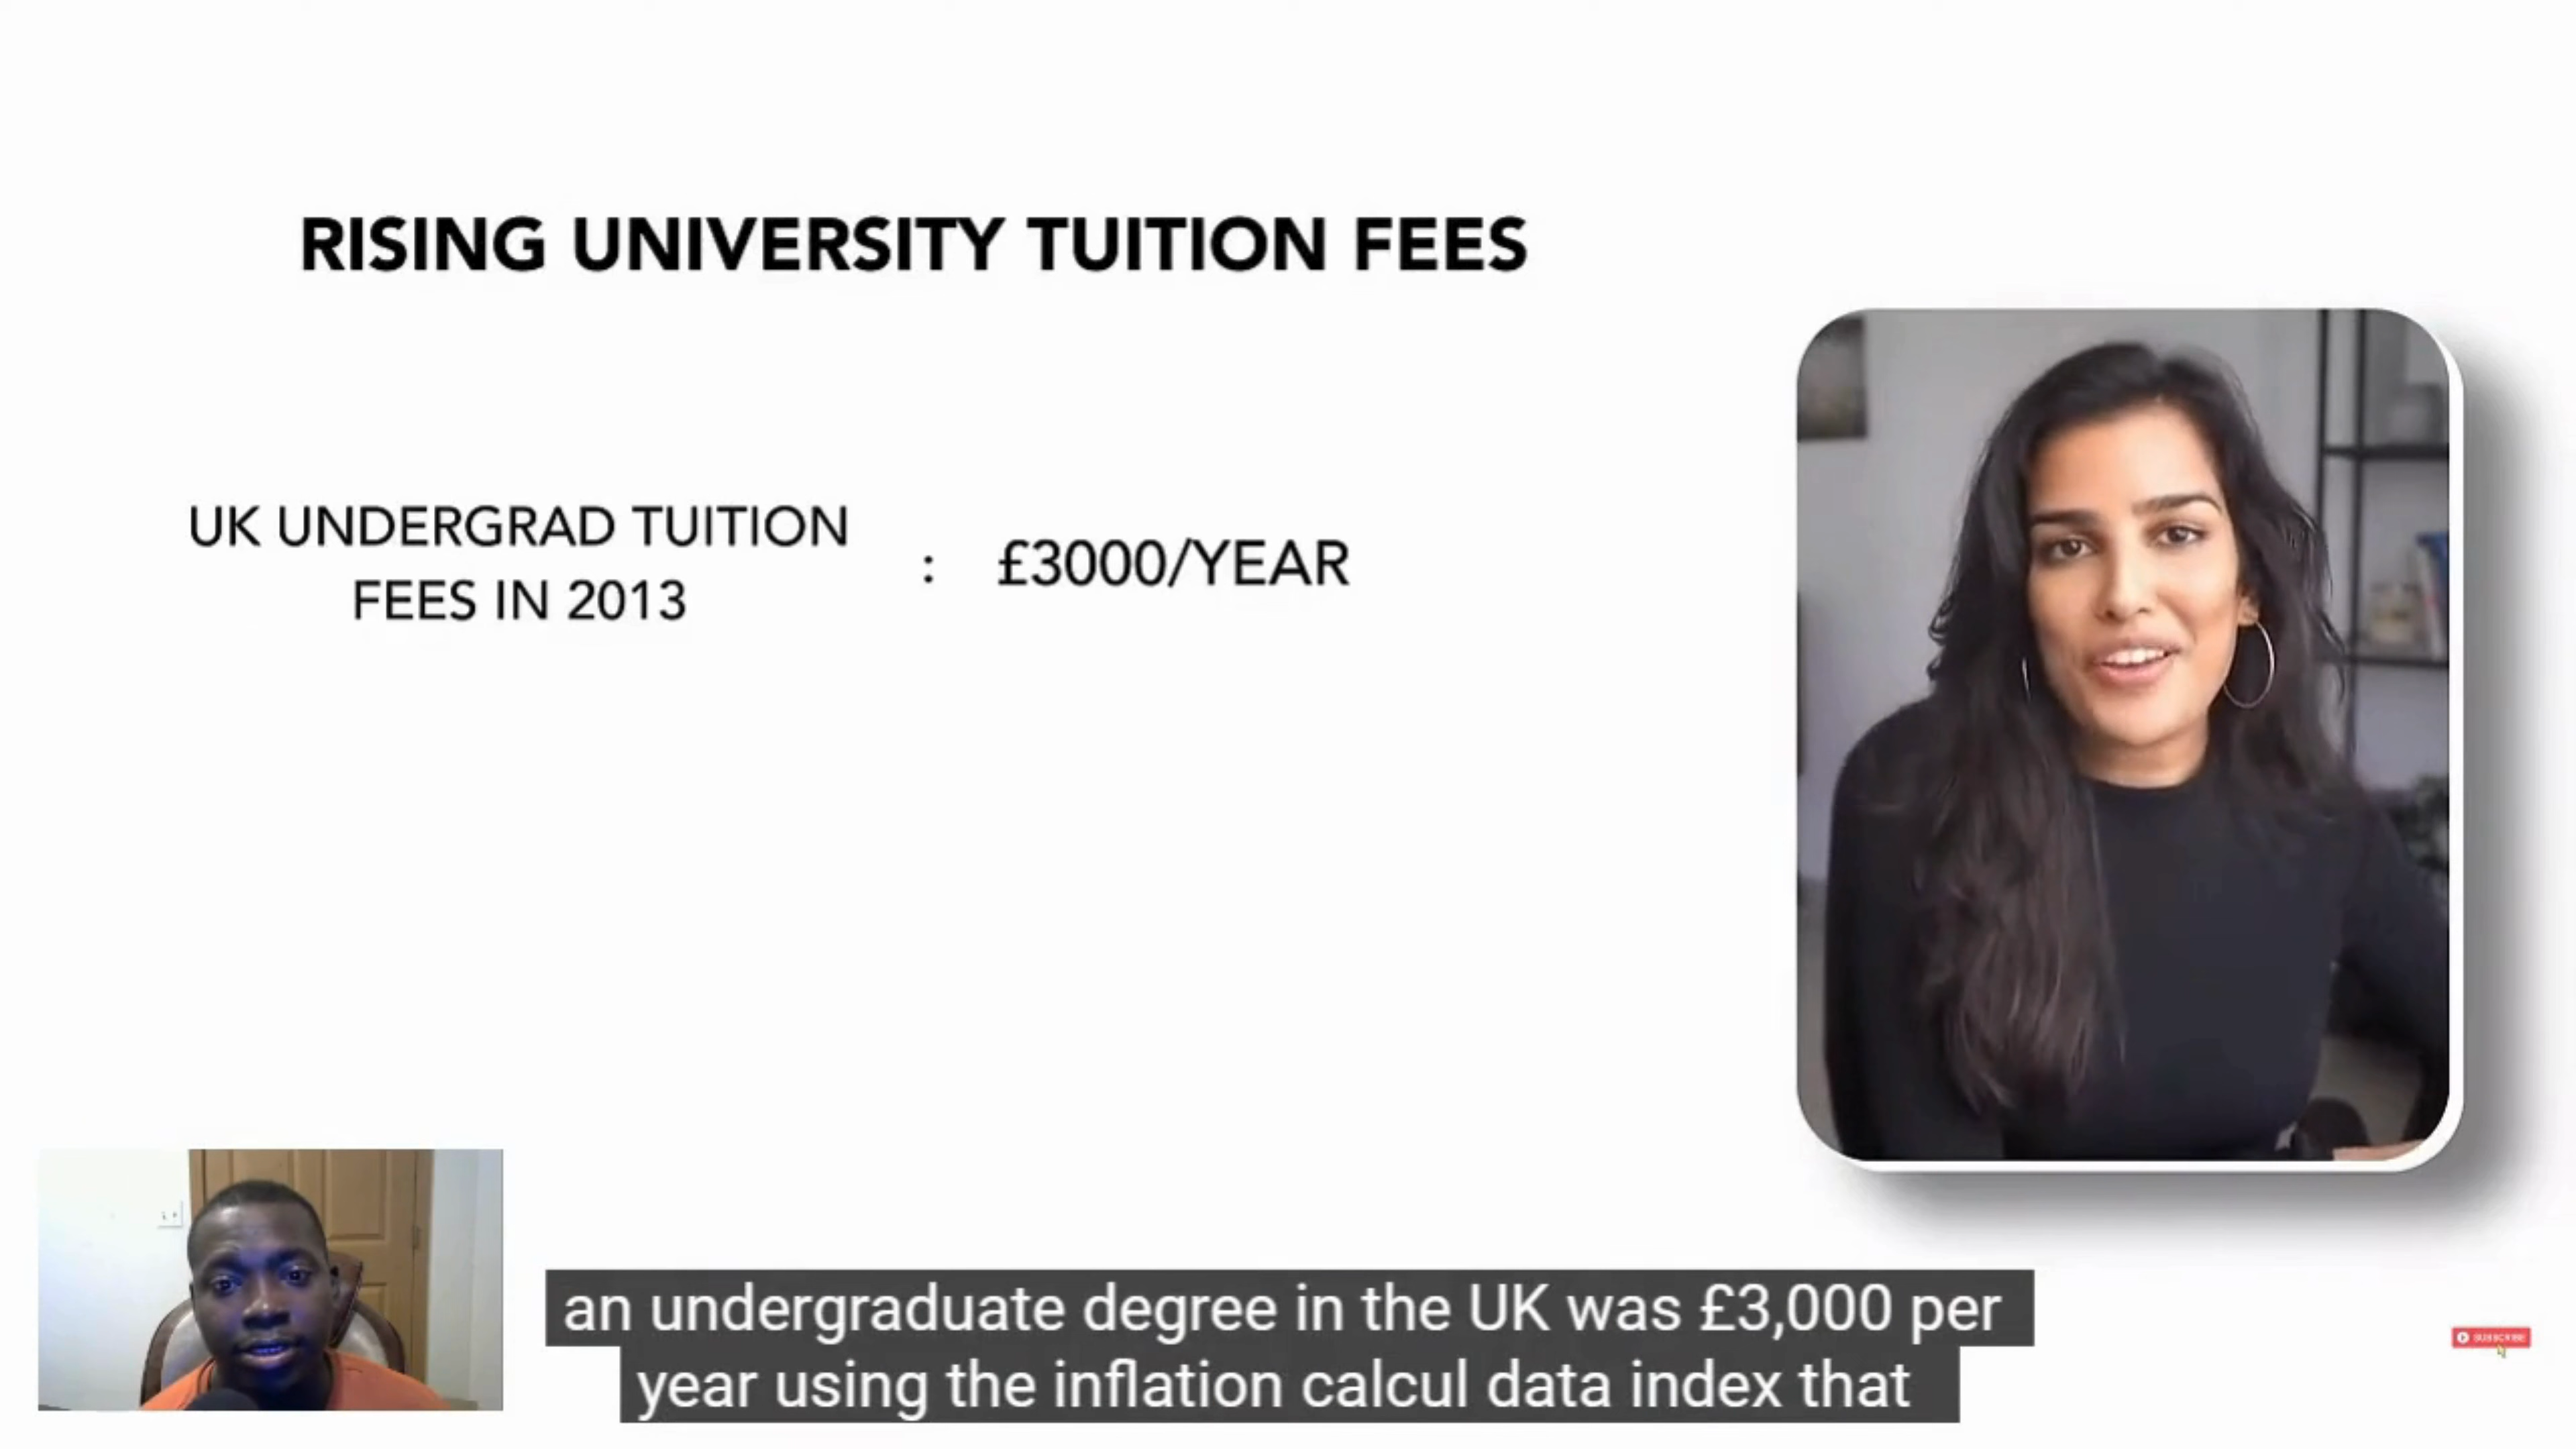 RISING UNIVERSITY TUITION FEES
UK UNDERGRAD TUITION
FEES IN 2013
: £3000/YEAR
an undergraduate degree in the UK was £3,000 per
year using the inflation calcul data index that
SUBSCRIBE